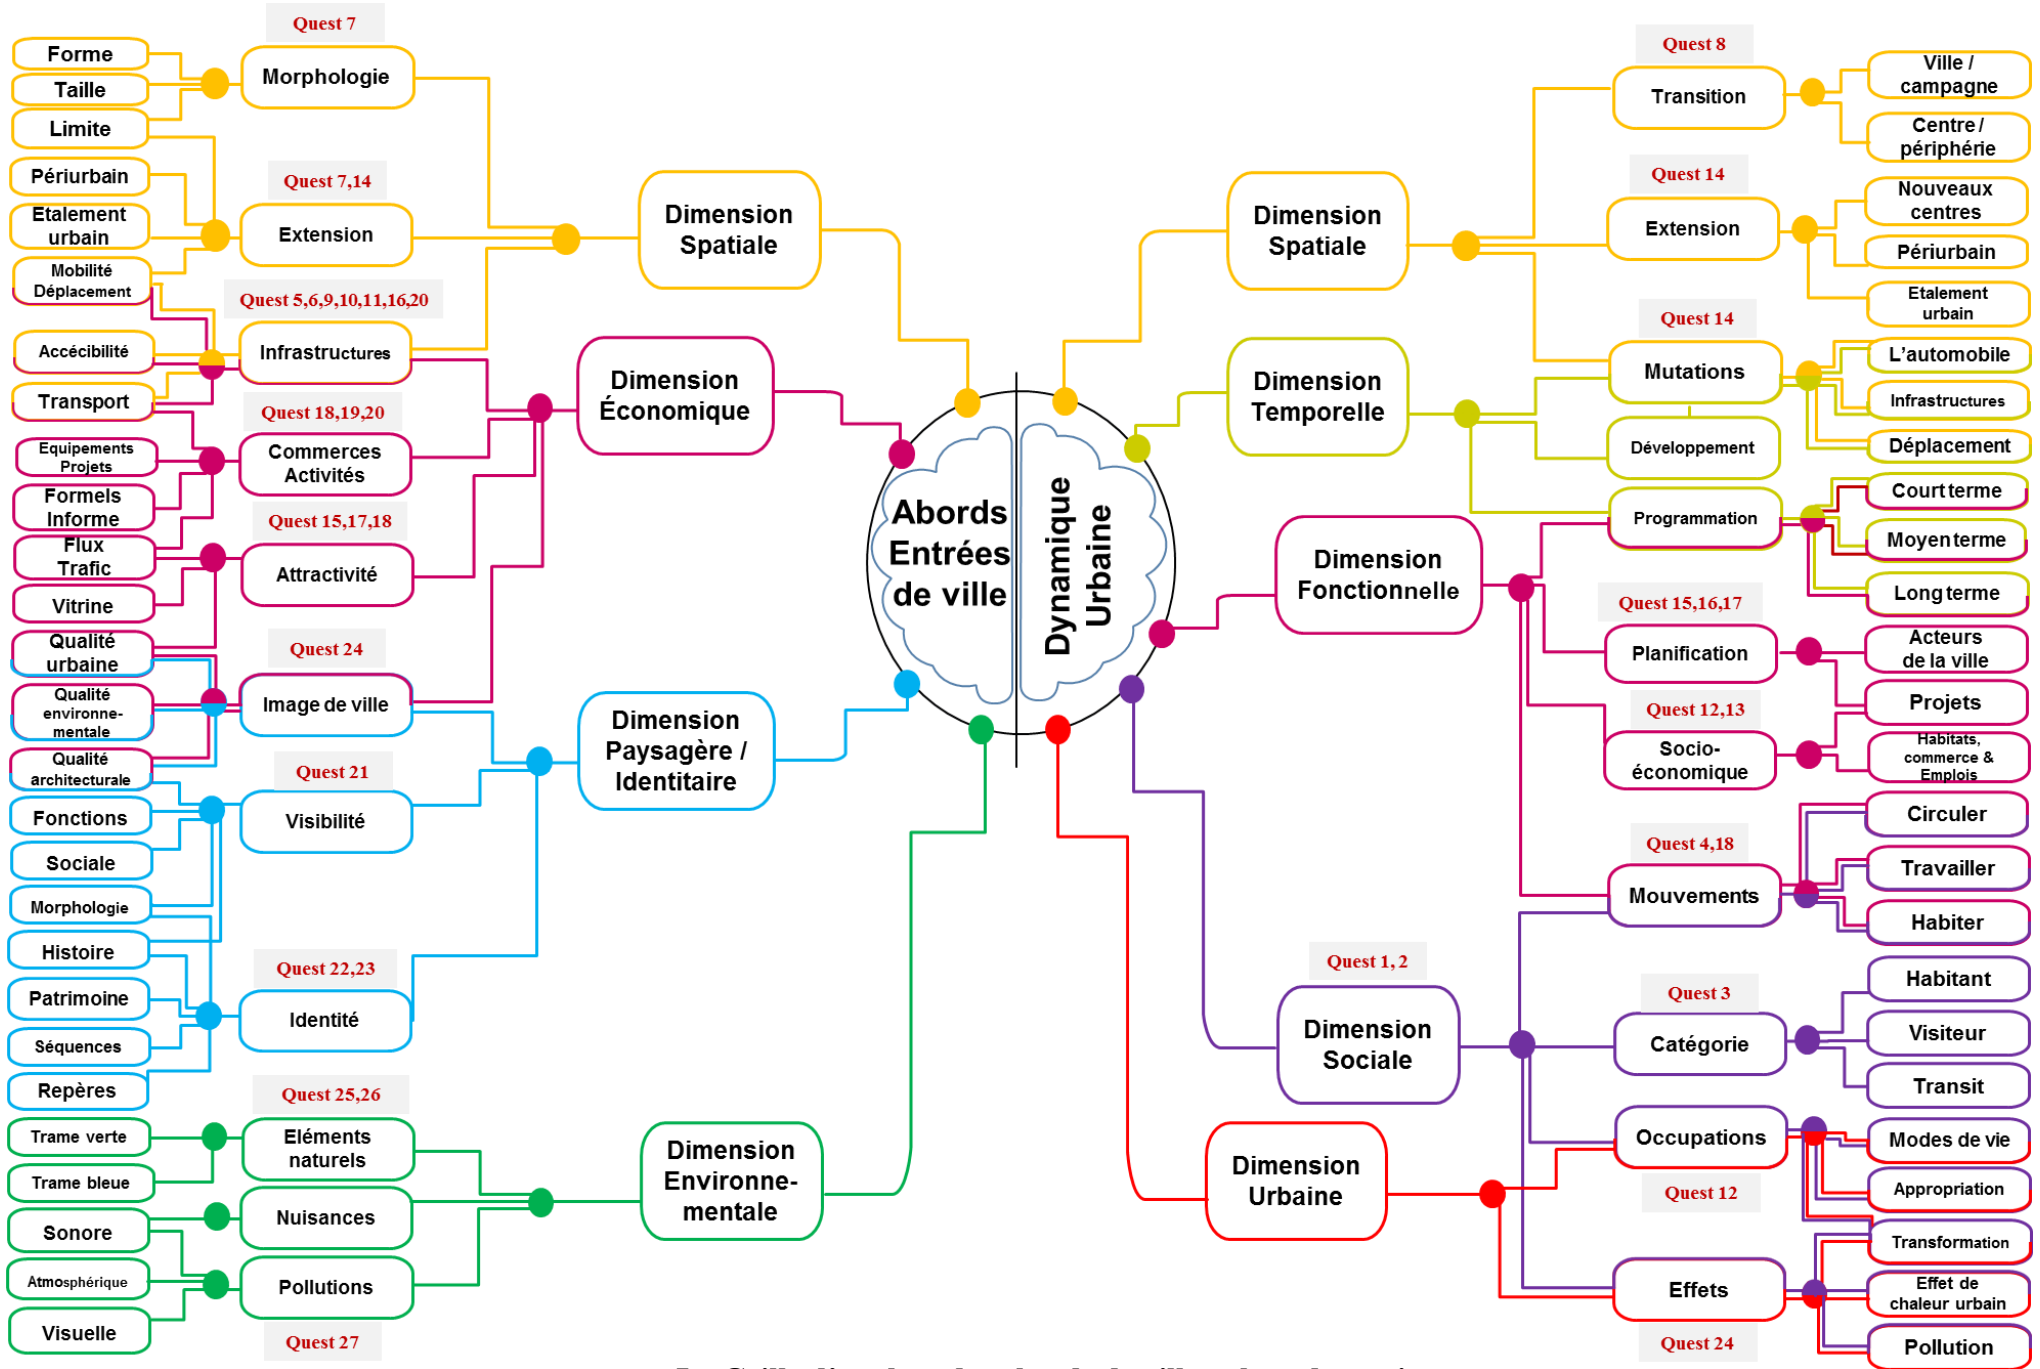 Quest 7
Forme
Taille
Limite
Morphologie
Quest 7,14
Périurbain
Etalement
urbain
Mobilité
Déplacement
Extension
Quest 5,6,9,10,11,16,20
Accécibilité
Transport
Infrastructures
Dimension
Spatiale
Quest 18,19,20
Equipements
Projets
Formels
Informe
Flux
Trafic
Commerces
Activités
Quest 15,17,18
Vitrine
Attractivité
Qualité
urbaine
Quest 24
Qualité
environne-
mentale
Qualité
architecturale
Image de ville
Dimension
Économique
Quest 21
Fonctions
Sociale
Morphologie
Histoire
Visibilité
Quest 22,23
Patrimoine
Séquences
Repères
Identité
Dimension
Paysagère /
Identitaire
Quest 25,26
Trame verte
Trame bleue
Eléments
naturels
Sonore
Atmosphérique
Visuelle
Nuisances
Pollutions
Quest 27
Dimension
Environne-
mentale
Abords
Entrées
de ville
Dynamique
Urbaine
Dimension
Spatiale
Quest 8
Transition
Ville /
campagne
Centre /
périphérie
Quest 14
Extension
Nouveaux
centres
Périurbain
Etalement
urbain
Quest 14
Mutations
L'automobile
Infrastructures
Déplacement
Dimension
Temporelle
Développement
Programmation
Court terme
Moyen terme
Long terme
Dimension
Fonctionnelle
Quest 15,16,17
Planification
Acteurs
de la ville
Projets
Quest 12,13
Socio-
économique
Habitats,
commerce &
Emplois
Quest 4,18
Mouvements
Circuler
Travailler
Habiter
Quest 1, 2
Dimension
Sociale
Quest 3
Catégorie
Habitant
Visiteur
Transit
Occupations
Quest 12
Modes de vie
Appropriation
Transformation
Dimension
Urbaine
Effets
Quest 24
Effet de
chaleur urbain
Pollution